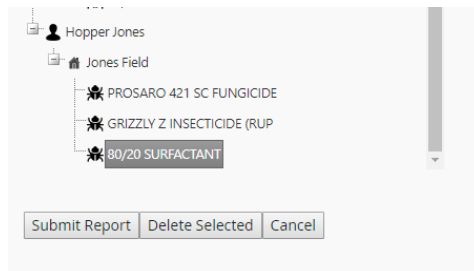 Hopper Jones
Jones Field
PROSARO 421 SC FUNGICIDE
GRIZZLY Z INSECTICIDE (RUP
80/20 SURFACTANT
Submit Report Delete Selected Cancel